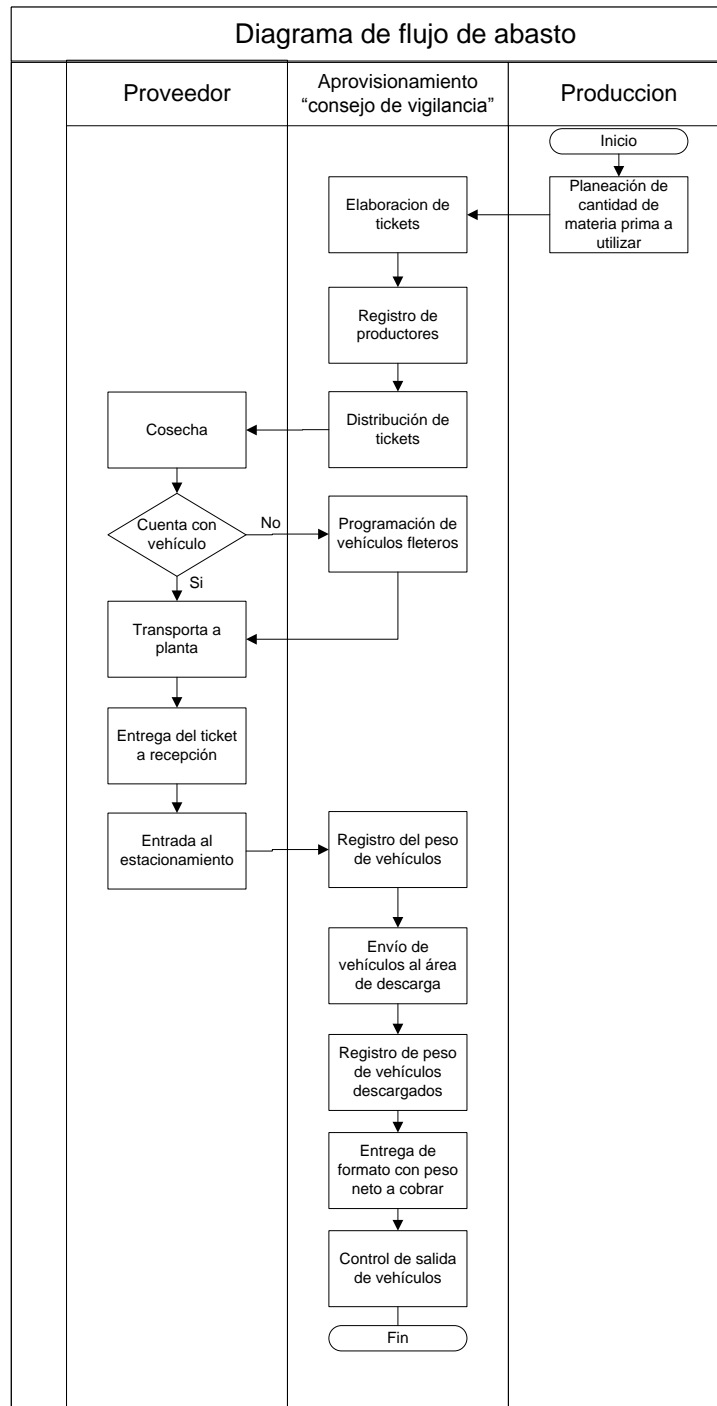 Diagrama de flujo de abasto
Proveedor
Aprovisionamiento
“consejo de vigilancia”
Produccion
Inicio
Planeación de
cantidad de
materia prima a
utilizar
Elaboracion de
tickets
Registro de
productores
Distribución de
tickets
Cosecha
Cuenta con
vehículo
No
Si
Programación de
vehículos fleteros
Transporta a
planta
Entrega del ticket
a recepción
Entrada al
estacionamiento
Registro del peso
de vehículos
Envío de
vehículos al área
de descarga
Registro de peso
de vehículos
descargados
Entrega de
formato con peso
neto a cobrar
Control de salida
de vehículos
Fin